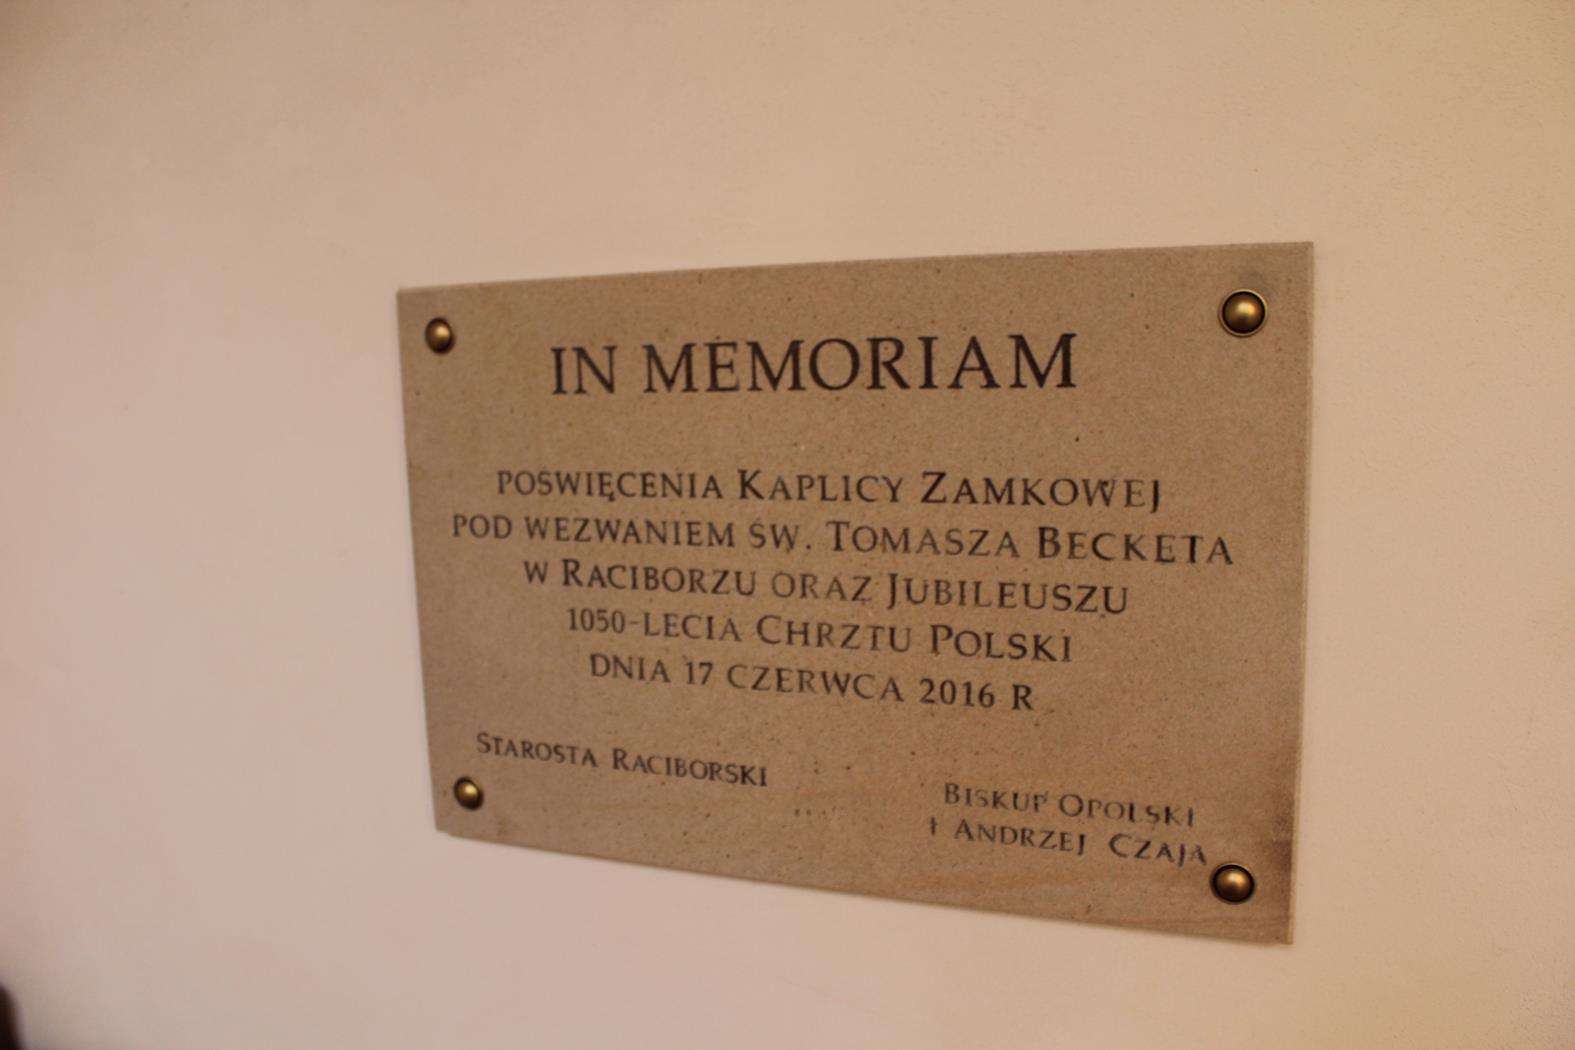 IN MEMORIAM
POŚWIĘCENIA KAPLICY ZAMKOWEJ
POD WEZWANIEM ŚW. TOMASZA BECKETA
W RACIBORZU ORAZ JUBILEUSZU
1050-LECIA CHRZTU POLSKI
DNIA 17 CZERWCA 2016 R
STAROSTA RACIBORSKI
BISKUP OPOLSKI
† ANDRZEJ CZAJA